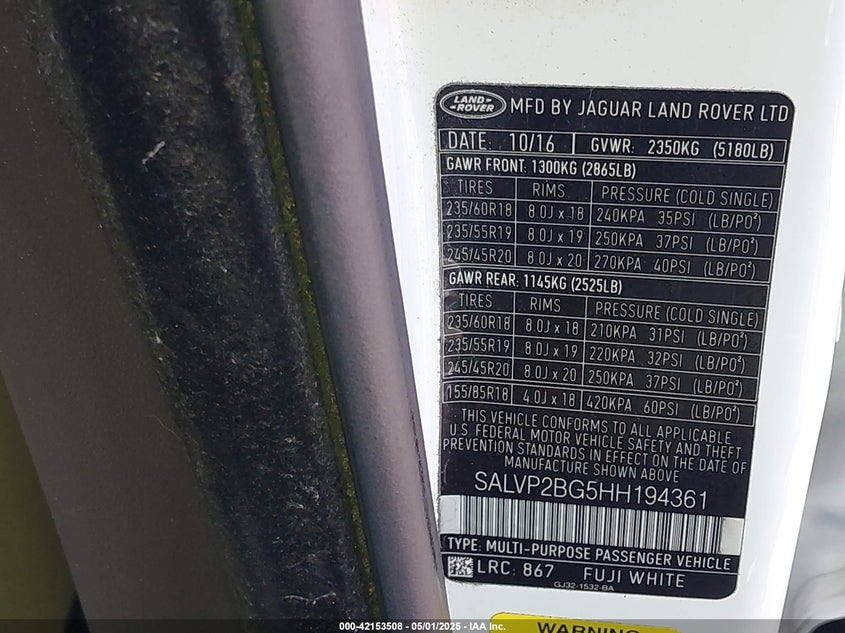 LAND ROVER MFD BY JAGUAR LAND ROVER LTD
DATE: 10/16 GVWR: 2350KG (5180LB)
GAWR FRONT: 1300KG (2865LB)
TIRES RIMS PRESSURE (COLD SINGLE)
235/60R18 8.0J x 18 240KPA 35PSI (LB/PO²)
235/55R19 8.0J x 19 250KPA 37PSI (LB/PO²)
245/45R20 8.0J x 20 270KPA 40PSI (LB/PO²)
GAWR REAR: 1145KG (2525LB)
TIRES RIMS PRESSURE (COLD SINGLE)
235/60R18 8.0J x 18 210KPA 31PSI (LB/PO²)
235/55R19 8.0J x 19 220KPA 32PSI (LB/PO²)
245/45R20 8.0J x 20 250KPA 37PSI (LB/PO²)
155/85R18 4.0J x 18 420KPA 60PSI (LB/PO²)
THIS VEHICLE CONFORMS TO ALL APPLICABLE
U.S. FEDERAL MOTOR VEHICLE SAFETY AND THEFT
PREVENTION STANDARDS IN EFFECT ON THE DATE OF
MANUFACTURE SHOWN ABOVE
SALVP2BG5HH194361
TYPE: MULTI-PURPOSE PASSENGER VEHICLE
LRC: 867 FUJI WHITE
GJ32-1532-BA
WARNING
000-42153508 - 05/01/2025 - IAA Inc.